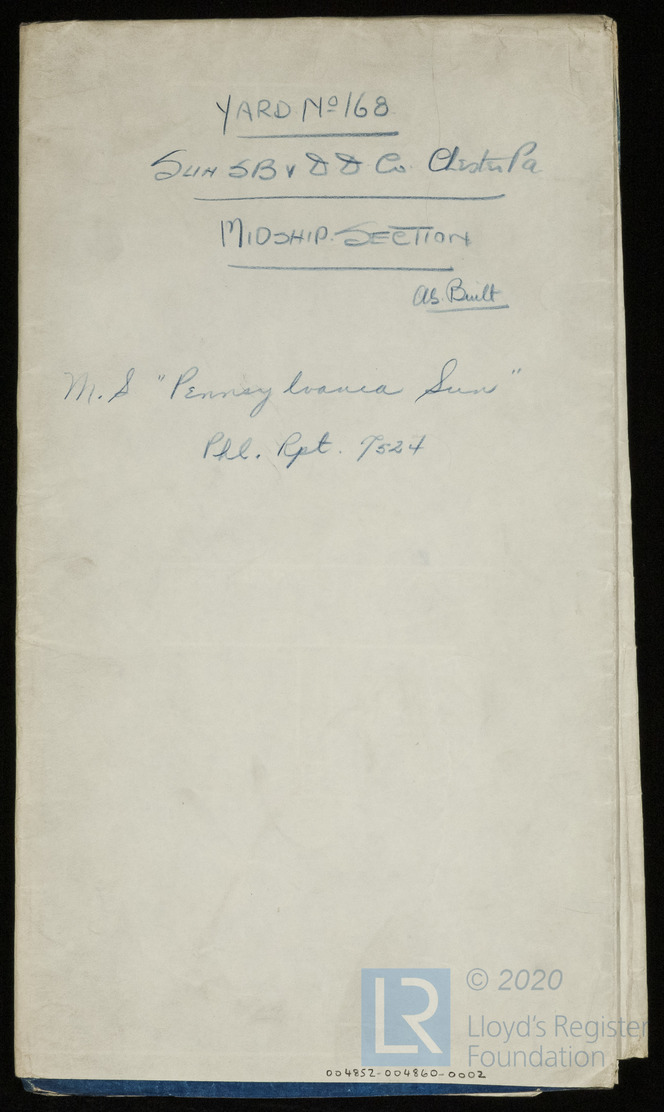 YARD Nº 168
SUN SB & DD Co. Chester Pa
MIDSHIP. SECTION
As. Built
M. S "Pennsylvania Sun"
Phl. Rpt. 7524
LR
© 2020
Lloyd's Register
Foundation
004852-004860-0002